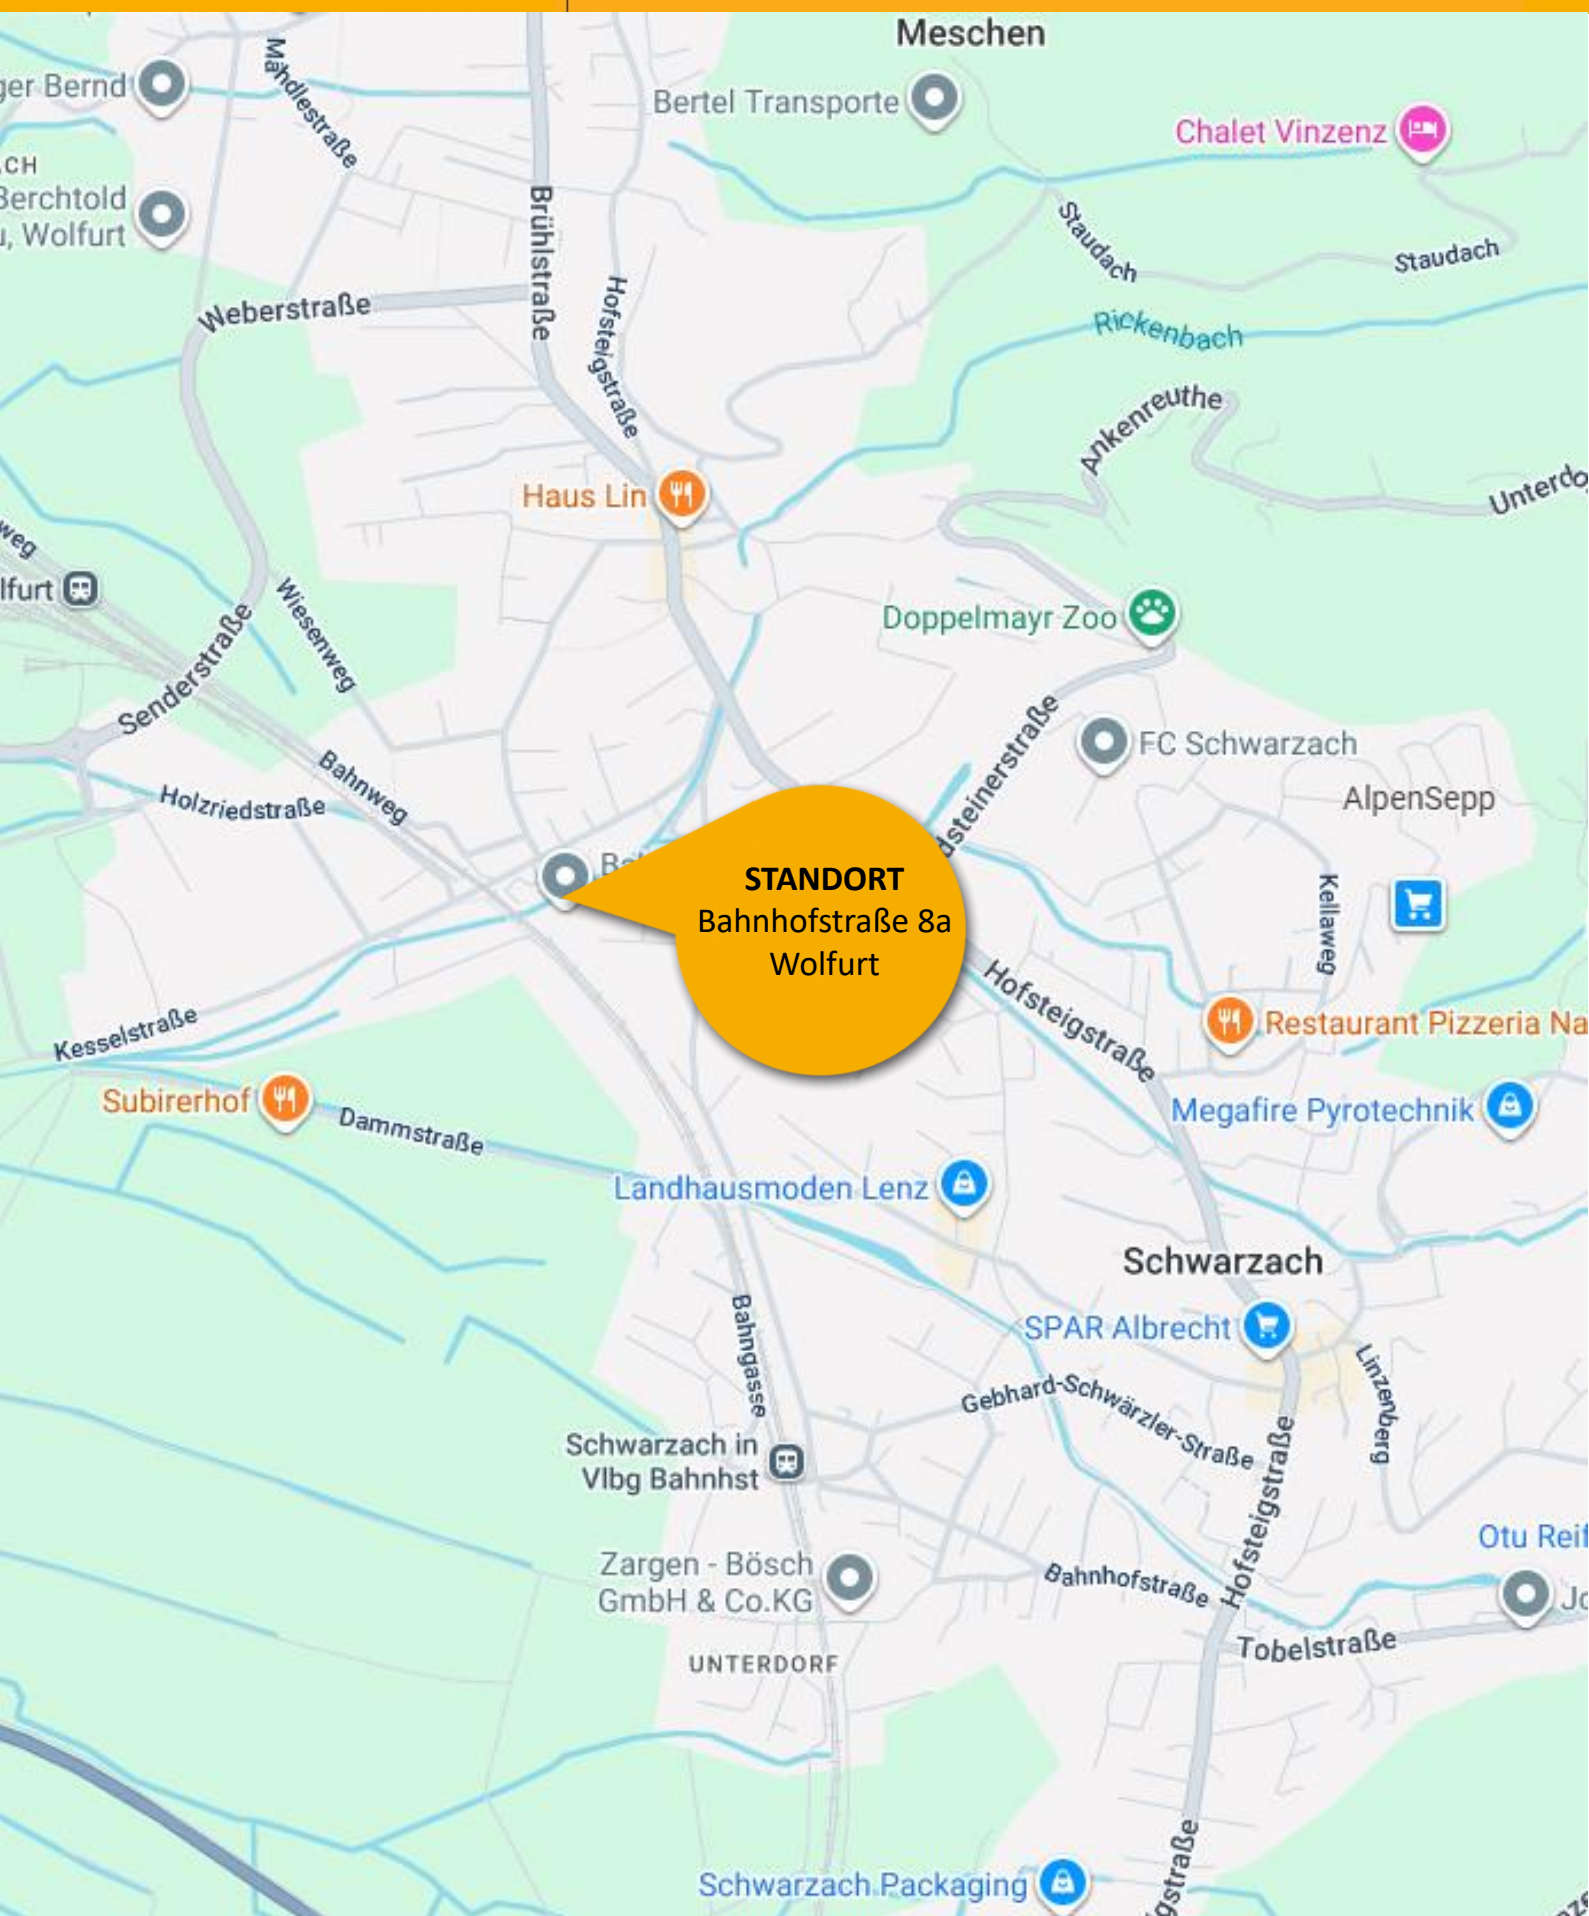 Meschen
Mähdlestraße
ger Bernd
Bertel Transporte
Chalet Vinzenz
ACH
Berchtold
u, Wolfurt
Brühlstraße
Staudach
Staudach
Weberstraße
Hofsteigstraße
Rickenbach
Ankenreuthe
Haus Lin
weg
lfurt
Wiesenweg
Doppelmayr Zoo
Senderstraße
FC Schwarzach
dsteinerstraße
AlpenSepp
Bahnweg
Holzriedstraße
STANDORT
Bahnhofstraße 8a
Wolfurt
Kellaweg
Hofsteigstraße
Kesselstraße
Restaurant Pizzeria Na
Subirerhof
Dammstraße
Megafire Pyrotechnik
Landhausmoden Lenz
Schwarzach
SPAR Albrecht
Bahngasse
Linzenberg
Gebhard-Schwärzler-Straße
Schwarzach in
Vlbg Bahnhst
Hofsteigstraße
Otu Reif
Zargen - Bösch
GmbH & Co.KG
Bahnhofstraße
Jo
Tobelstraße
UNTERDORF
Schwarzach Packaging
gstraße